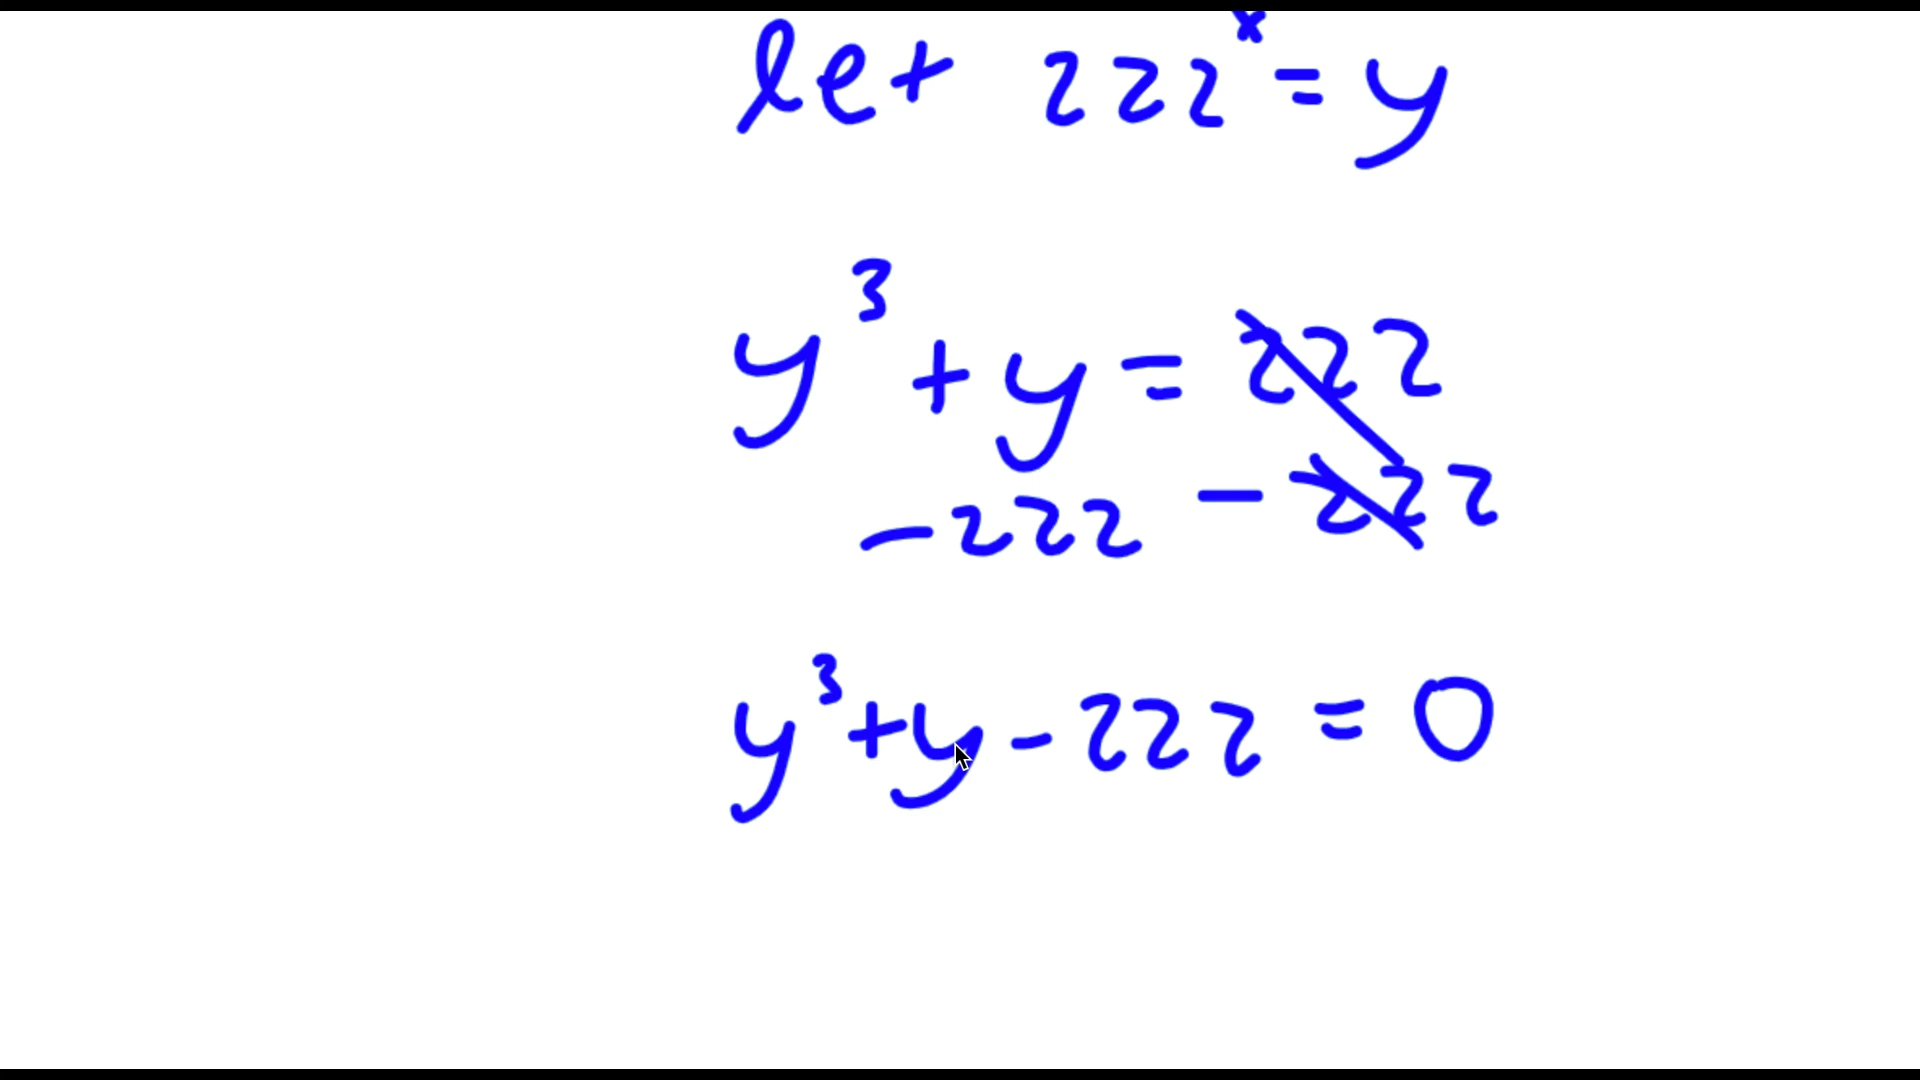 let 222^x = y
y^3 + y = 222
-222 - 222
y^3 + y - 222 = 0